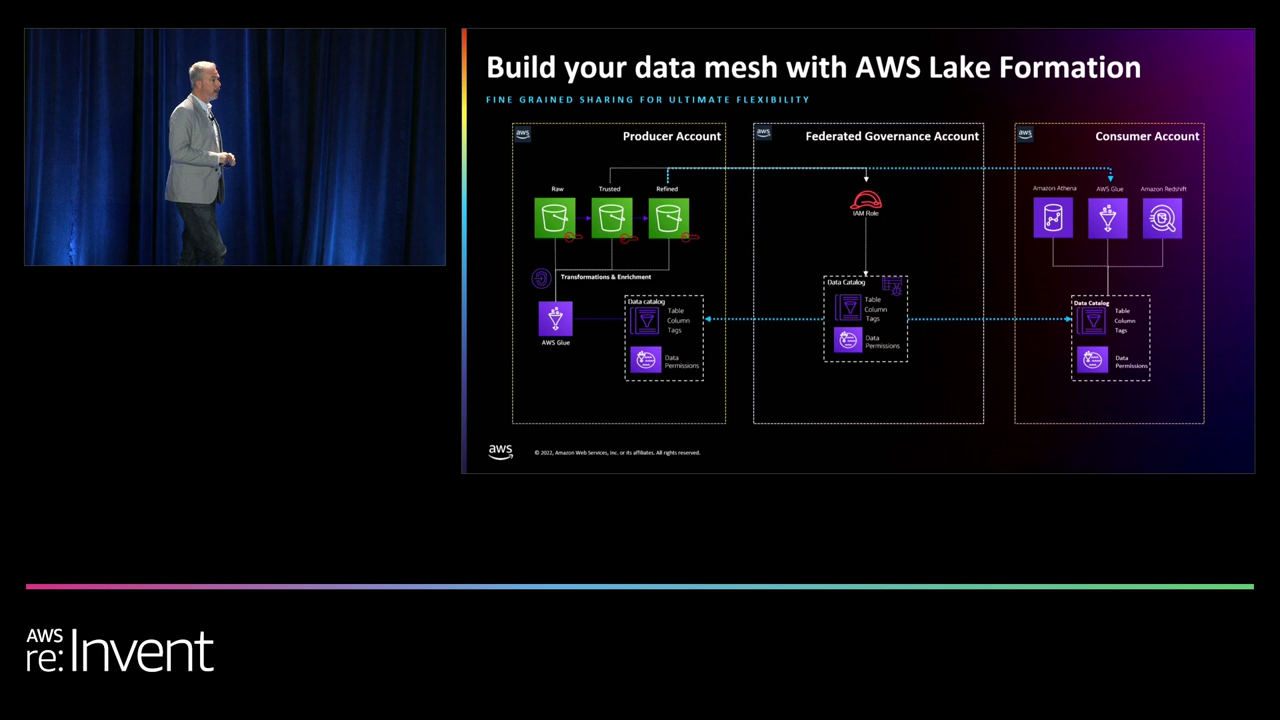 Build your data mesh with AWS Lake Formation
FINE GRAINED SHARING FOR ULTIMATE FLEXIBILITY
aws
Producer Account
aws
Federated Governance Account
aws
Consumer Account
Raw
Trusted
Refined
Amazon Athena
AWS Glue
Amazon Redshift
IAM Role
Transformations & Enrichment
AWS Glue
Data catalog
Table
Column
Tags
Data
Permissions
Data Catalog
Table
Column
Tags
Data
Permissions
Data Catalog
Table
Column
Tags
Data
Permissions
aws
© 2022, Amazon Web Services, Inc. or its affiliates. All rights reserved.
AWS
re:Invent